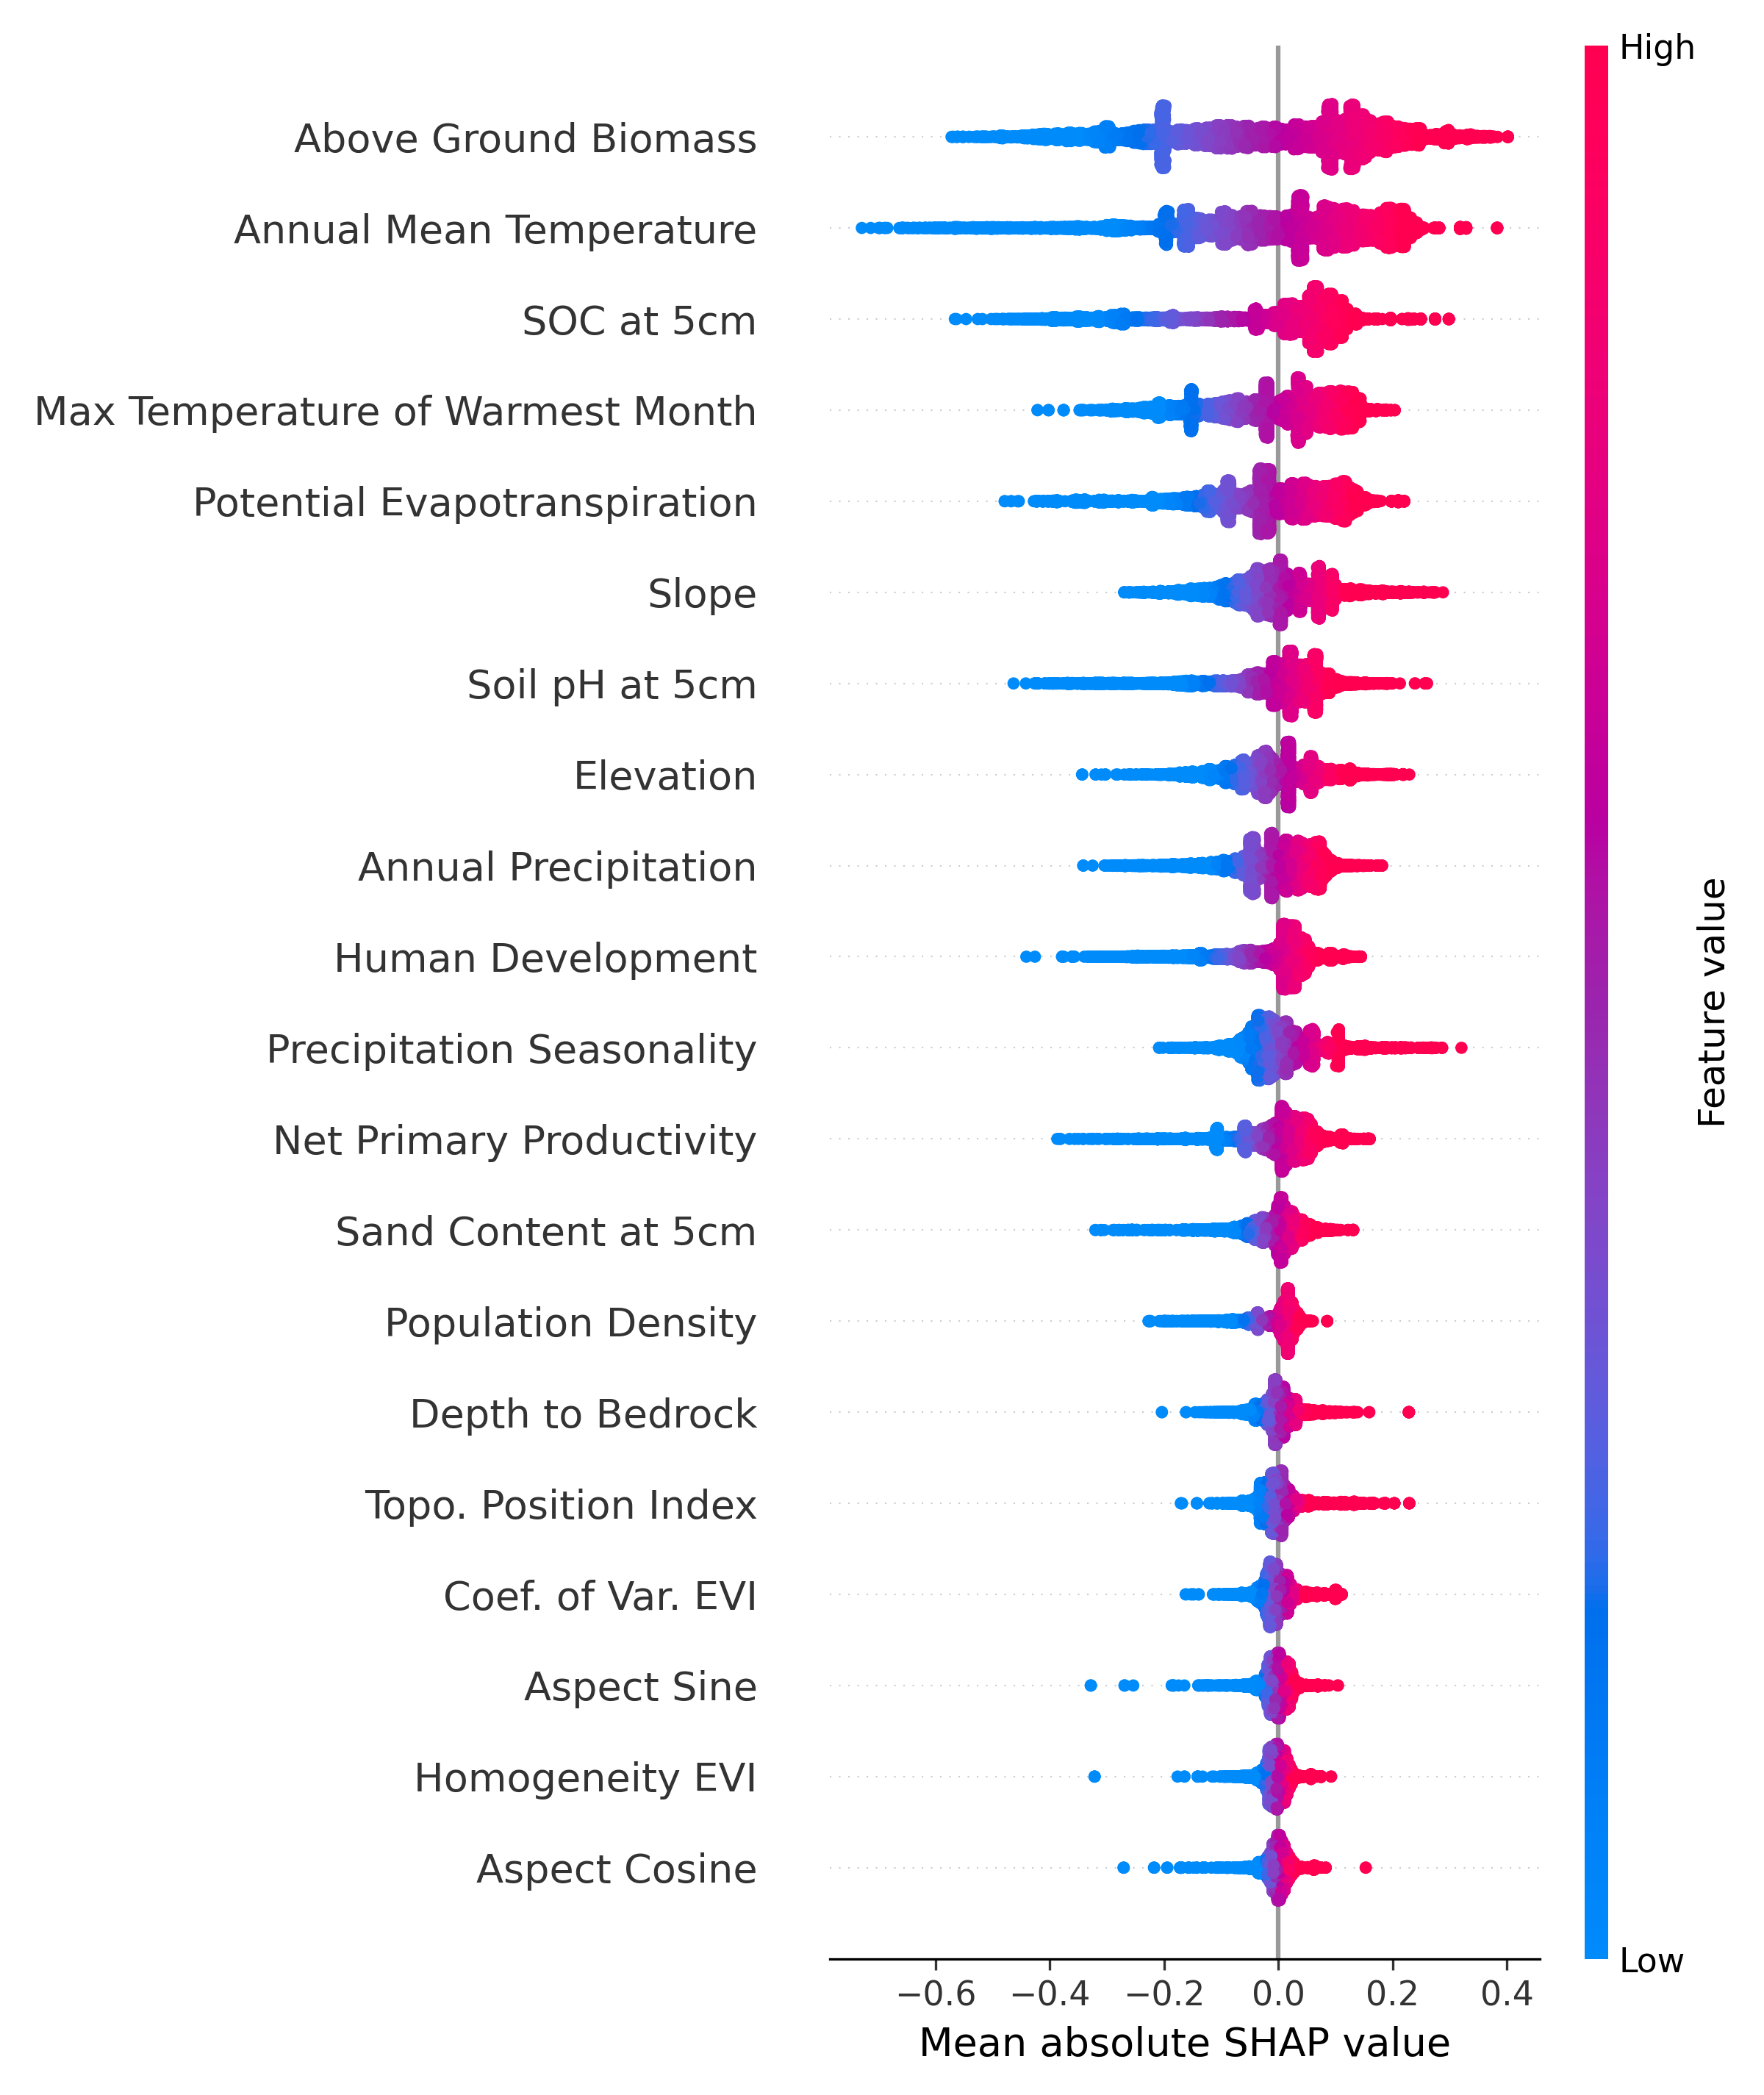 High
Above Ground Biomass
Annual Mean Temperature
SOC at 5cm
Max Temperature of Warmest Month
Potential Evapotranspiration
Slope
Soil pH at 5cm
Elevation
Annual Precipitation
Human Development
Precipitation Seasonality
Net Primary Productivity
Sand Content at 5cm
Population Density
Depth to Bedrock
Topo. Position Index
Coef. of Var. EVI
Aspect Sine
Homogeneity EVI
Aspect Cosine
Feature value
Low
−0.6 −0.4 −0.2 0.0 0.2 0.4
Mean absolute SHAP value